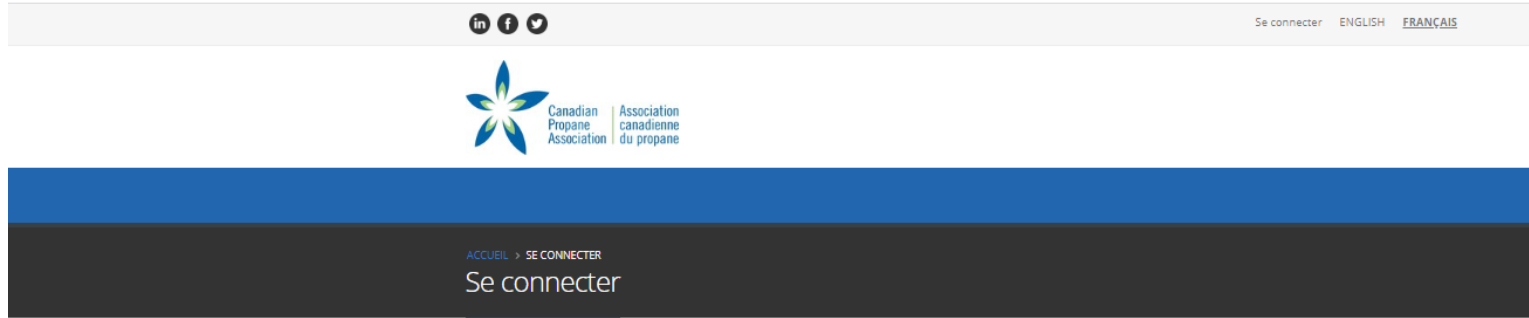 Se connecter ENGLISH FRANÇAIS
Canadian Propane Association
Association canadienne du propane
ACCUEIL > SE CONNECTER
Se connecter